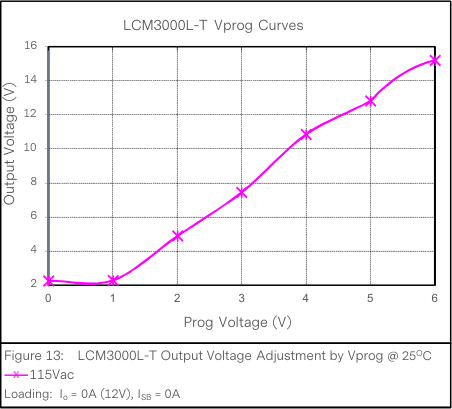 LCM3000L-T Vprog Curves
Output Voltage (V)
16
14
12
10
8
6
4
2
0 1 2 3 4 5 6
Prog Voltage (V)
Figure 13: LCM3000L-T Output Voltage Adjustment by Vprog @ 25ºC
115Vac
Loading: Io = 0A (12V), ISB = 0A